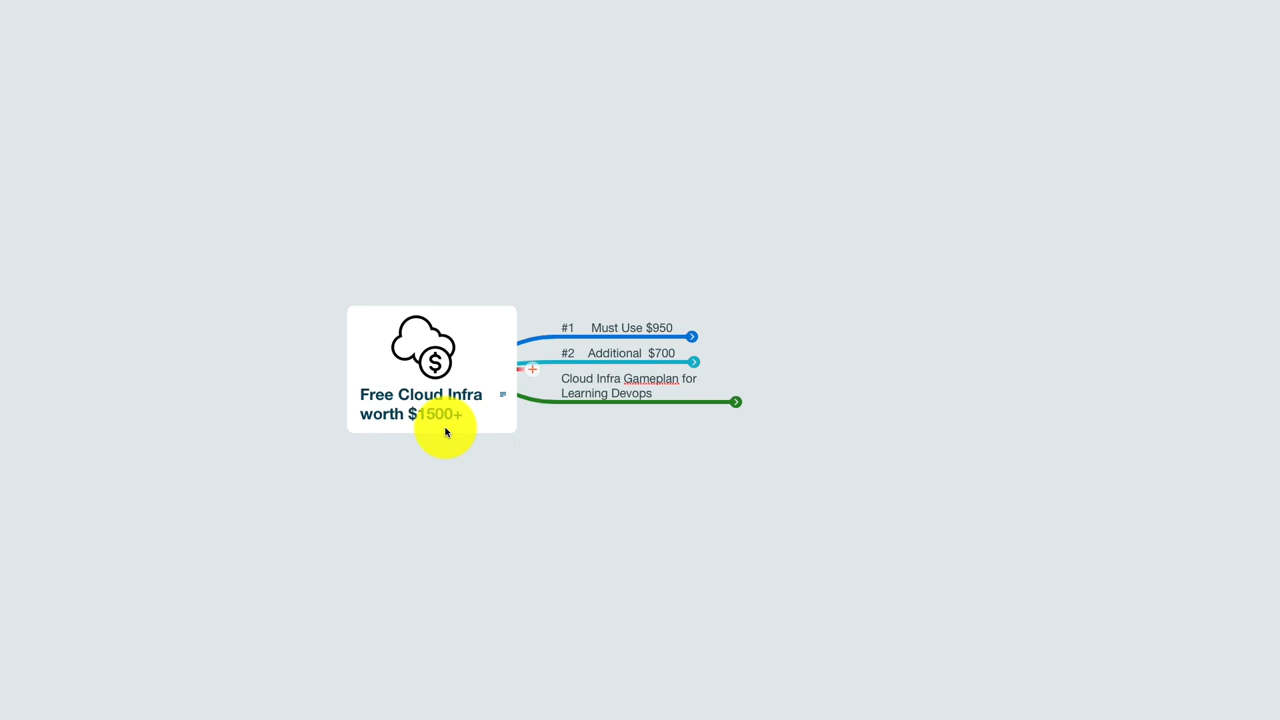 #1 Must Use $950
#2 Additional $700
Cloud Infra Gameplan for
Learning Devops
$
Free Cloud Infra
worth $1500+